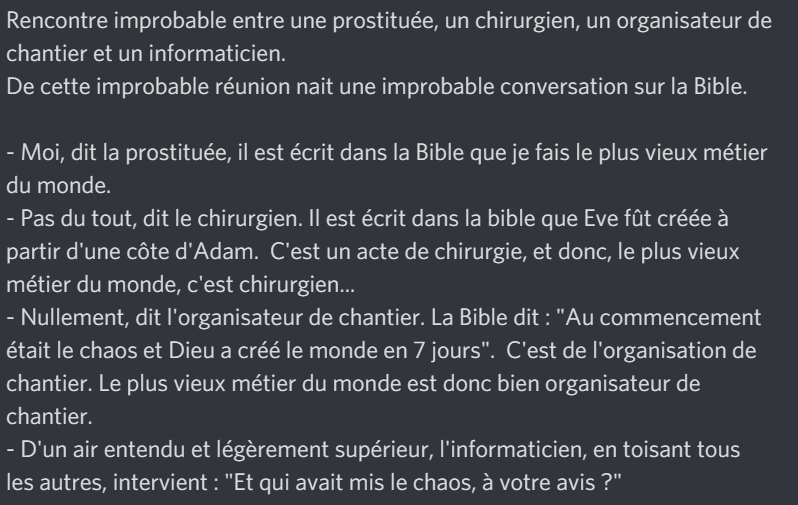 Rencontre improbable entre une prostituée, un chirurgien, un organisateur de
chantier et un informaticien.
De cette improbable réunion nait une improbable conversation sur la Bible.

- Moi, dit la prostituée, il est écrit dans la Bible que je fais le plus vieux métier
du monde.
- Pas du tout, dit le chirurgien. Il est écrit dans la bible que Eve fût créée à
partir d'une côte d'Adam.  C'est un acte de chirurgie, et donc, le plus vieux
métier du monde, c'est chirurgien...
- Nullement, dit l'organisateur de chantier. La Bible dit : "Au commencement
était le chaos et Dieu a créé le monde en 7 jours".  C'est de l'organisation de
chantier. Le plus vieux métier du monde est donc bien organisateur de
chantier.
- D'un air entendu et légèrement supérieur, l'informaticien, en toisant tous
les autres, intervient : "Et qui avait mis le chaos, à votre avis ?"